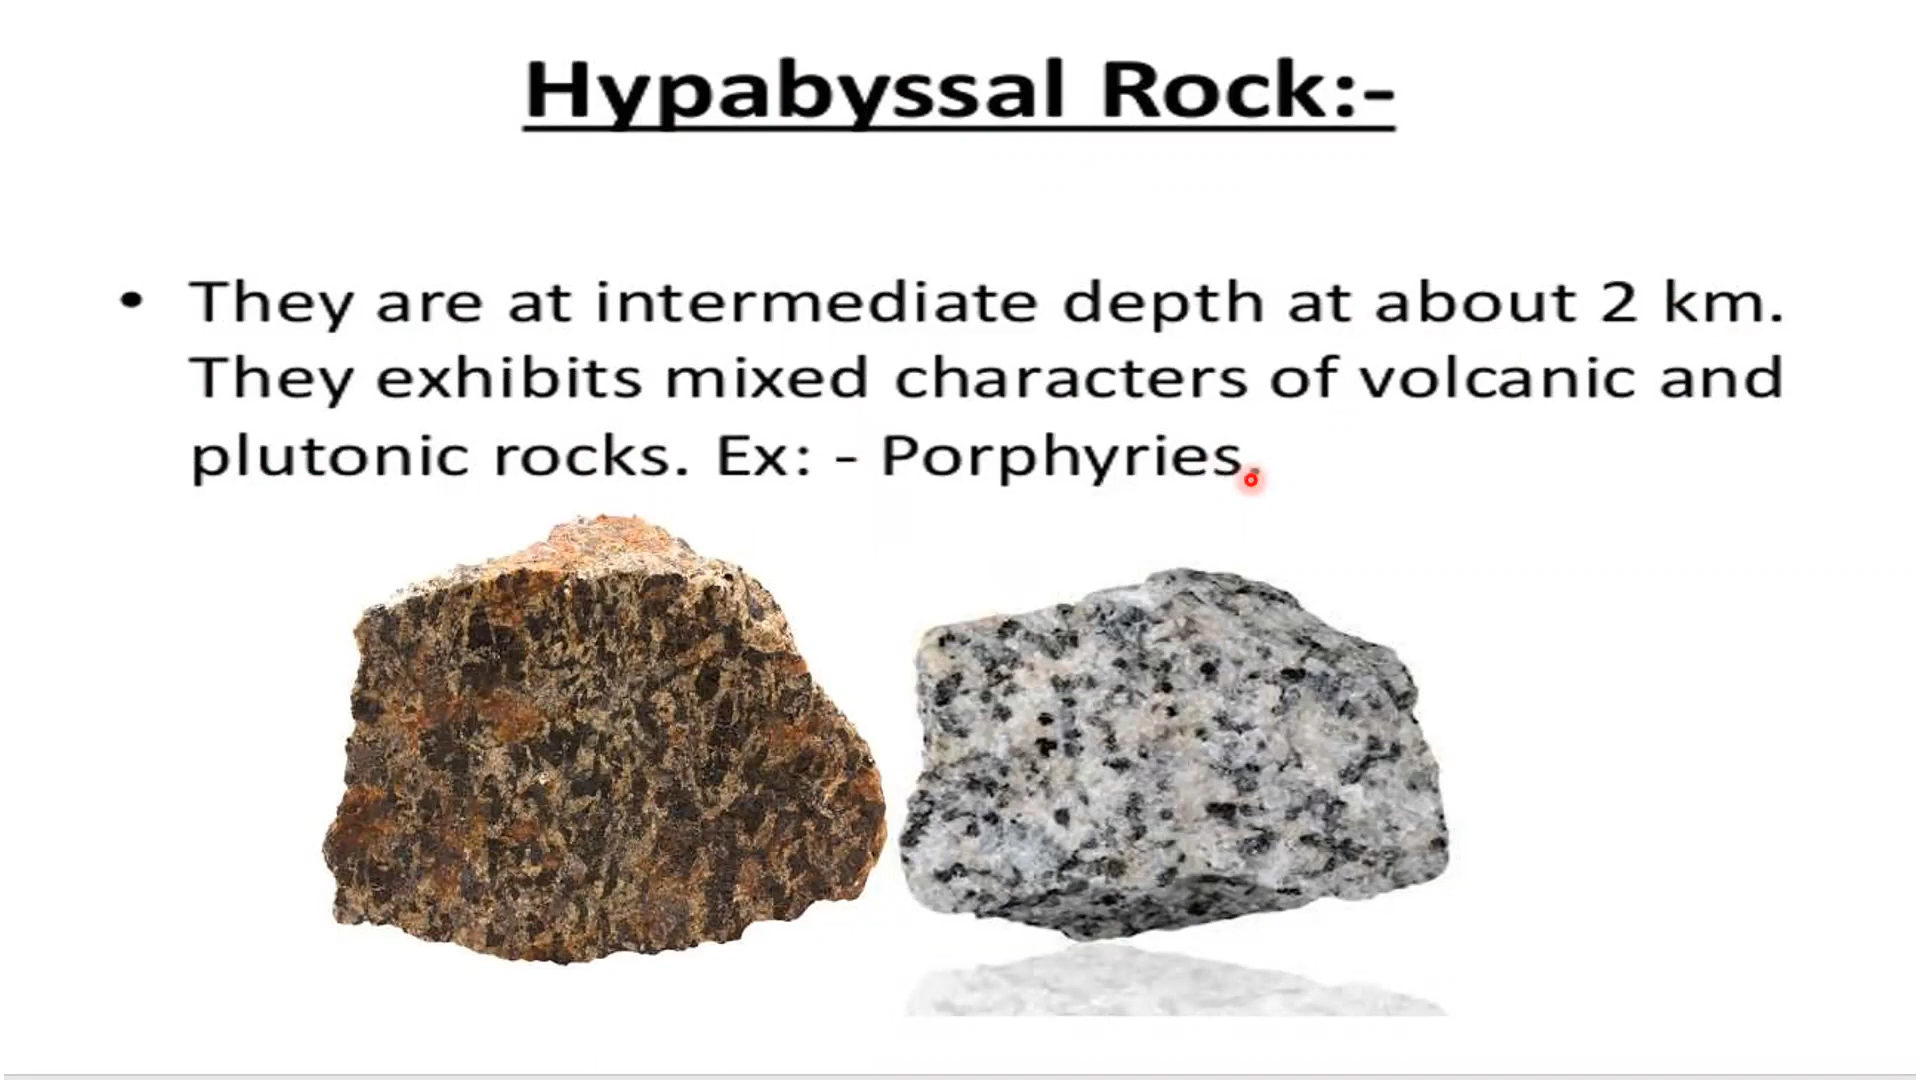 Hypabyssal Rock:-
• They are at intermediate depth at about 2 km.
They exhibits mixed characters of volcanic and
plutonic rocks. Ex: - Porphyries.